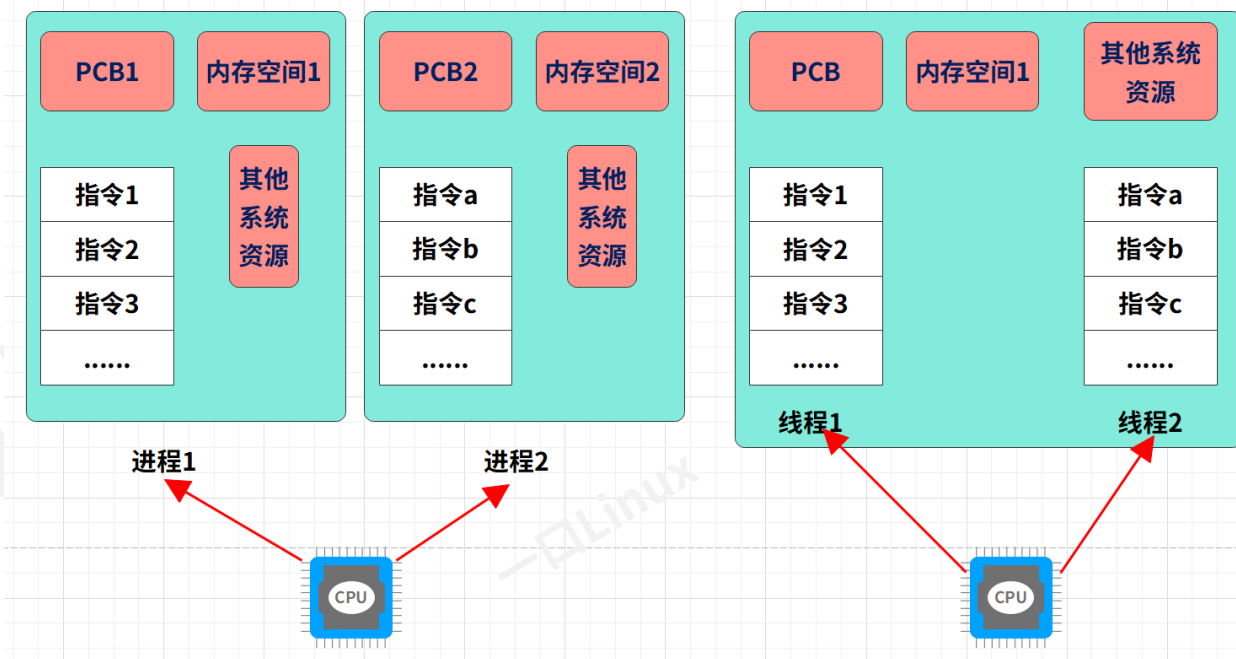 PCB1
内存空间1
其他
系统
资源
指令1
指令2
指令3
......
进程1
PCB2
内存空间2
其他
系统
资源
指令a
指令b
指令c
......
进程2
CPU
PCB
内存空间1
其他系统
资源
指令1
指令2
指令3
......
线程1
指令a
指令b
指令c
......
线程2
CPU
一口Linux